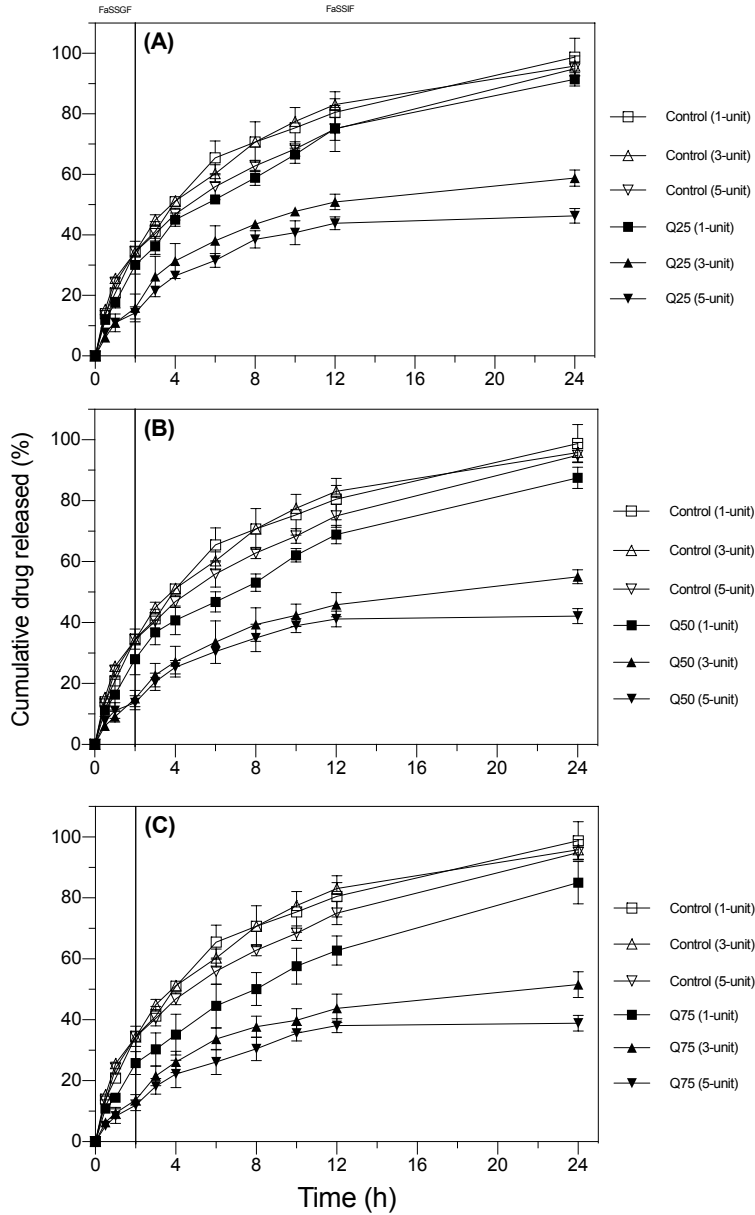 FaSSGF FaSSIF
(A)
100
80
60
40
20
0
0 4 8 12 16 20 24
Control (1-unit)
Control (3-unit)
Control (5-unit)
Q25 (1-unit)
Q25 (3-unit)
Q25 (5-unit)
(B)
100
80
60
40
20
0
0 4 8 12 16 20 24
Control (1-unit)
Control (3-unit)
Control (5-unit)
Q50 (1-unit)
Q50 (3-unit)
Q50 (5-unit)
Cumulative drug released (%)
(C)
100
80
60
40
20
0
0 4 8 12 16 20 24
Control (1-unit)
Control (3-unit)
Control (5-unit)
Q75 (1-unit)
Q75 (3-unit)
Q75 (5-unit)
Time (h)